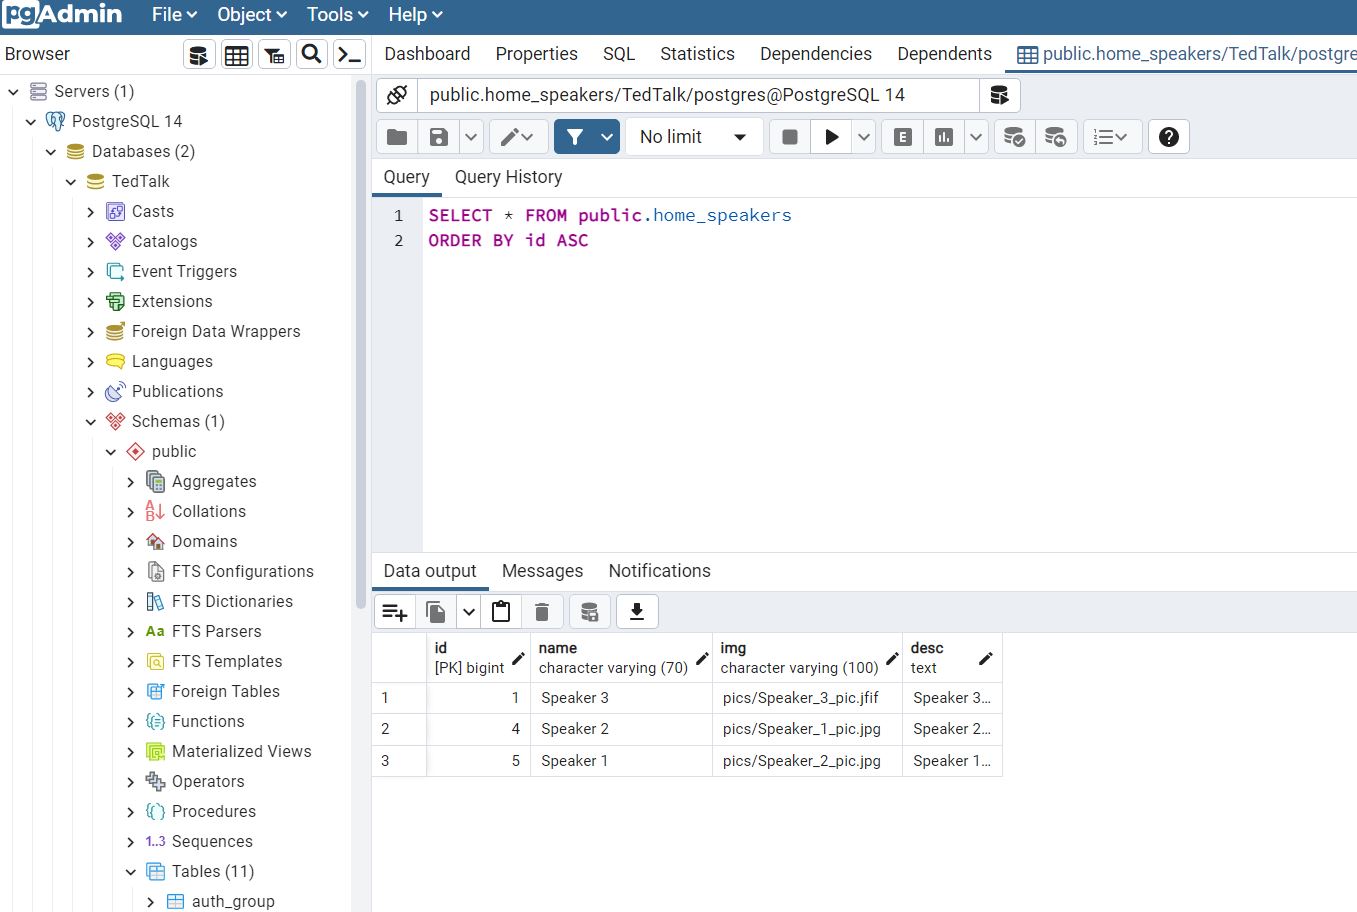 pgAdmin File Object Tools Help
Browser
Dashboard Properties SQL Statistics Dependencies Dependents public.home_speakers/TedTalk/postgre
public.home_speakers/TedTalk/postgres@PostgreSQL 14
No limit
E
Query Query History
1 SELECT * FROM public.home_speakers
2 ORDER BY id ASC
Servers (1)
PostgreSQL 14
Databases (2)
TedTalk
Casts
Catalogs
Event Triggers
Extensions
Foreign Data Wrappers
Languages
Publications
Schemas (1)
public
Aggregates
Collations
Domains
FTS Configurations
FTS Dictionaries
Aa FTS Parsers
FTS Templates
Foreign Tables
Functions
Materialized Views
Operators
Procedures
1..3 Sequences
Tables (11)
auth_group
Data output Messages Notifications
id name img desc
[PK] bigint character varying (70) character varying (100) text
1 1 Speaker 3 pics/Speaker_3_pic.jfif Speaker 3...
2 4 Speaker 2 pics/Speaker_1_pic.jpg Speaker 2...
3 5 Speaker 1 pics/Speaker_2_pic.jpg Speaker 1...